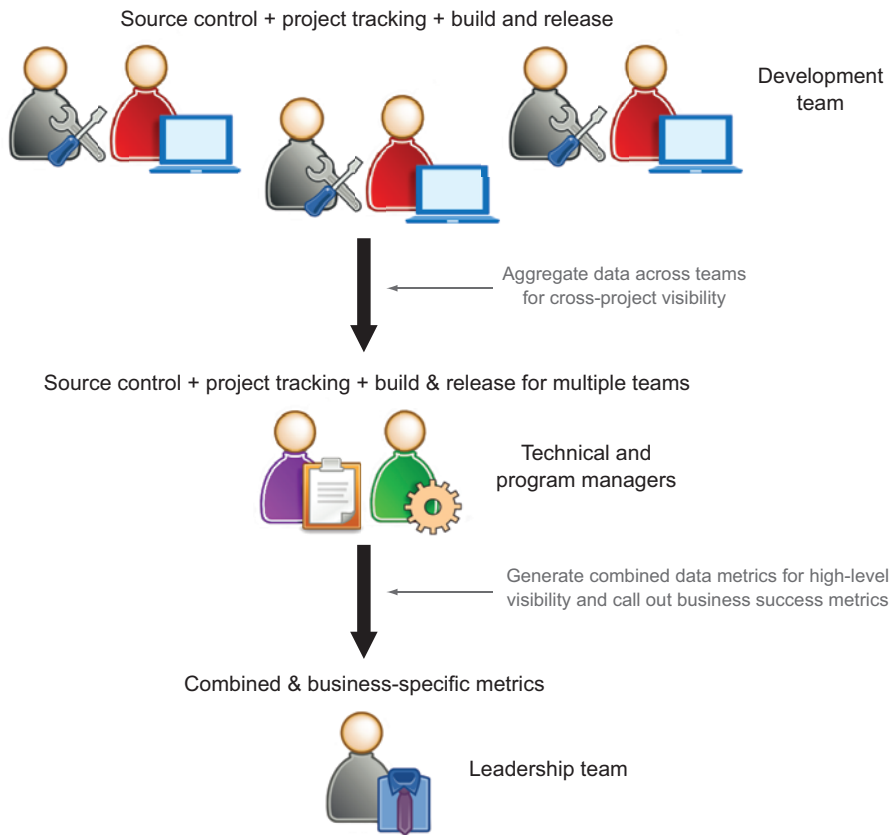 Source control + project tracking + build and release
Development
team
Aggregate data across teams
for cross-project visibility
Source control + project tracking + build & release for multiple teams
Technical and
program managers
Generate combined data metrics for high-level
visibility and call out business success metrics
Combined & business-specific metrics
Leadership team